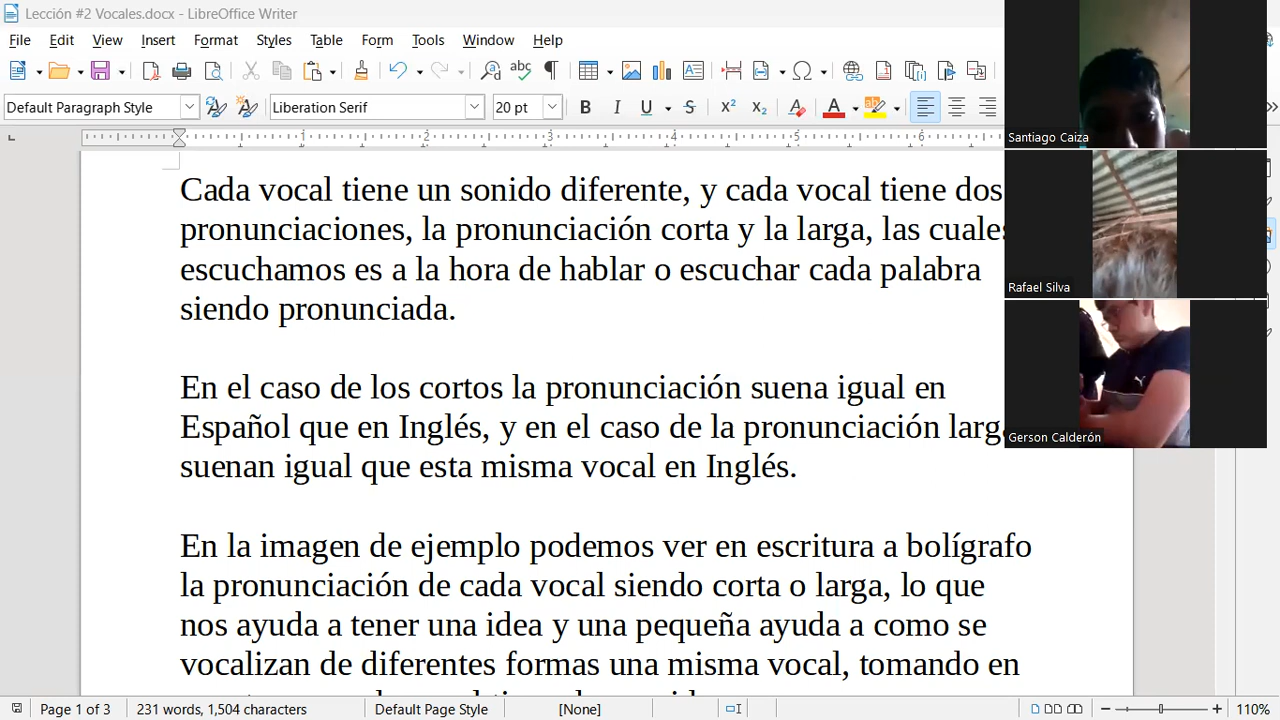 Lección #2 Vocales.docx - LibreOffice Writer
File Edit View Insert Format Styles Table Form Tools Window Help
Default Paragraph Style Liberation Serif 20 pt
1 2 3 4 5 6
Cada vocal tiene un sonido diferente, y cada vocal tiene dos
pronunciaciones, la pronunciación corta y la larga, las cuales
escuchamos es a la hora de hablar o escuchar cada palabra
siendo pronunciada.
En el caso de los cortos la pronunciación suena igual en
Español que en Inglés, y en el caso de la pronunciación larga
suenan igual que esta misma vocal en Inglés.
En la imagen de ejemplo podemos ver en escritura a bolígrafo
la pronunciación de cada vocal siendo corta o larga, lo que
nos ayuda a tener una idea y una pequeña ayuda a como se
vocalizan de diferentes formas una misma vocal, tomando en
Santiago Caiza
Rafael Silva
Gerson Calderón
Page 1 of 3 231 words, 1,504 characters Default Page Style [None] 110%